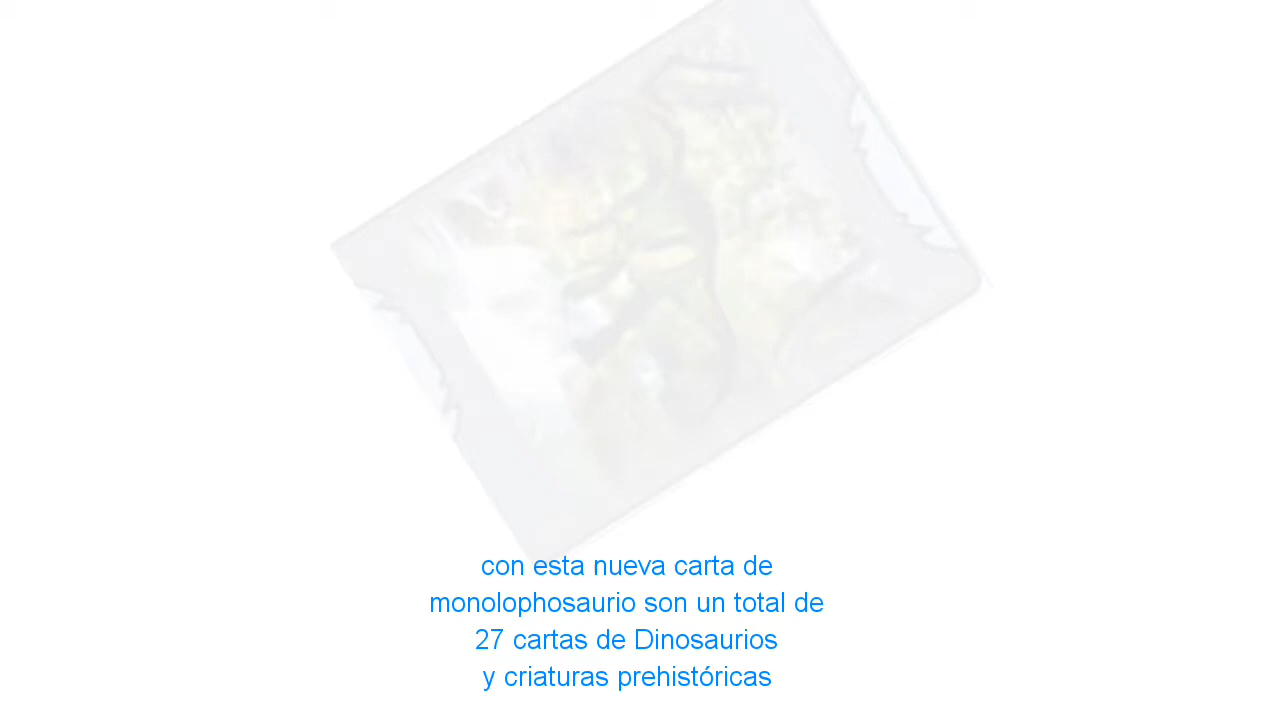 con esta nueva carta de
monolophosaurio son un total de
27 cartas de Dinosaurios
y criaturas prehistóricas